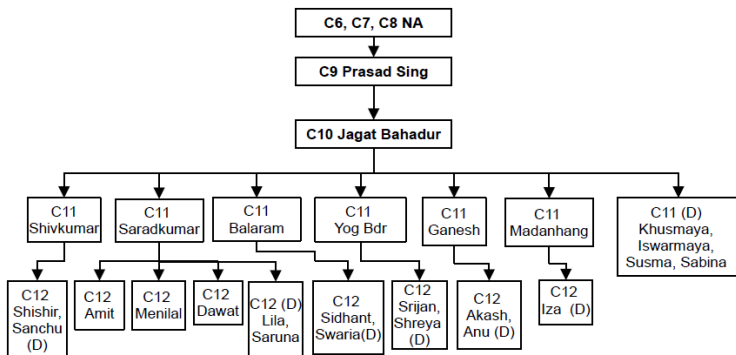 C6, C7, C8 NA
C9 Prasad Sing
C10 Jagat Bahadur
C11
Shivkumar
C11
Saradkumar
C11
Balaram
C11
Yog Bdr
C11
Ganesh
C11
Madanhang
C11 (D)
Khusmaya,
Iswarmaya,
Susma, Sabina
C12
Shishir,
Sanchu
(D)
C12
Amit
C12
Menilal
C12
Dawat
C12 (D)
Lila,
Saruna
C12
Sidhant,
Swaria(D)
C12
Srijan,
Shreya
(D)
C12
Akash,
Anu (D)
C12
Iza (D)